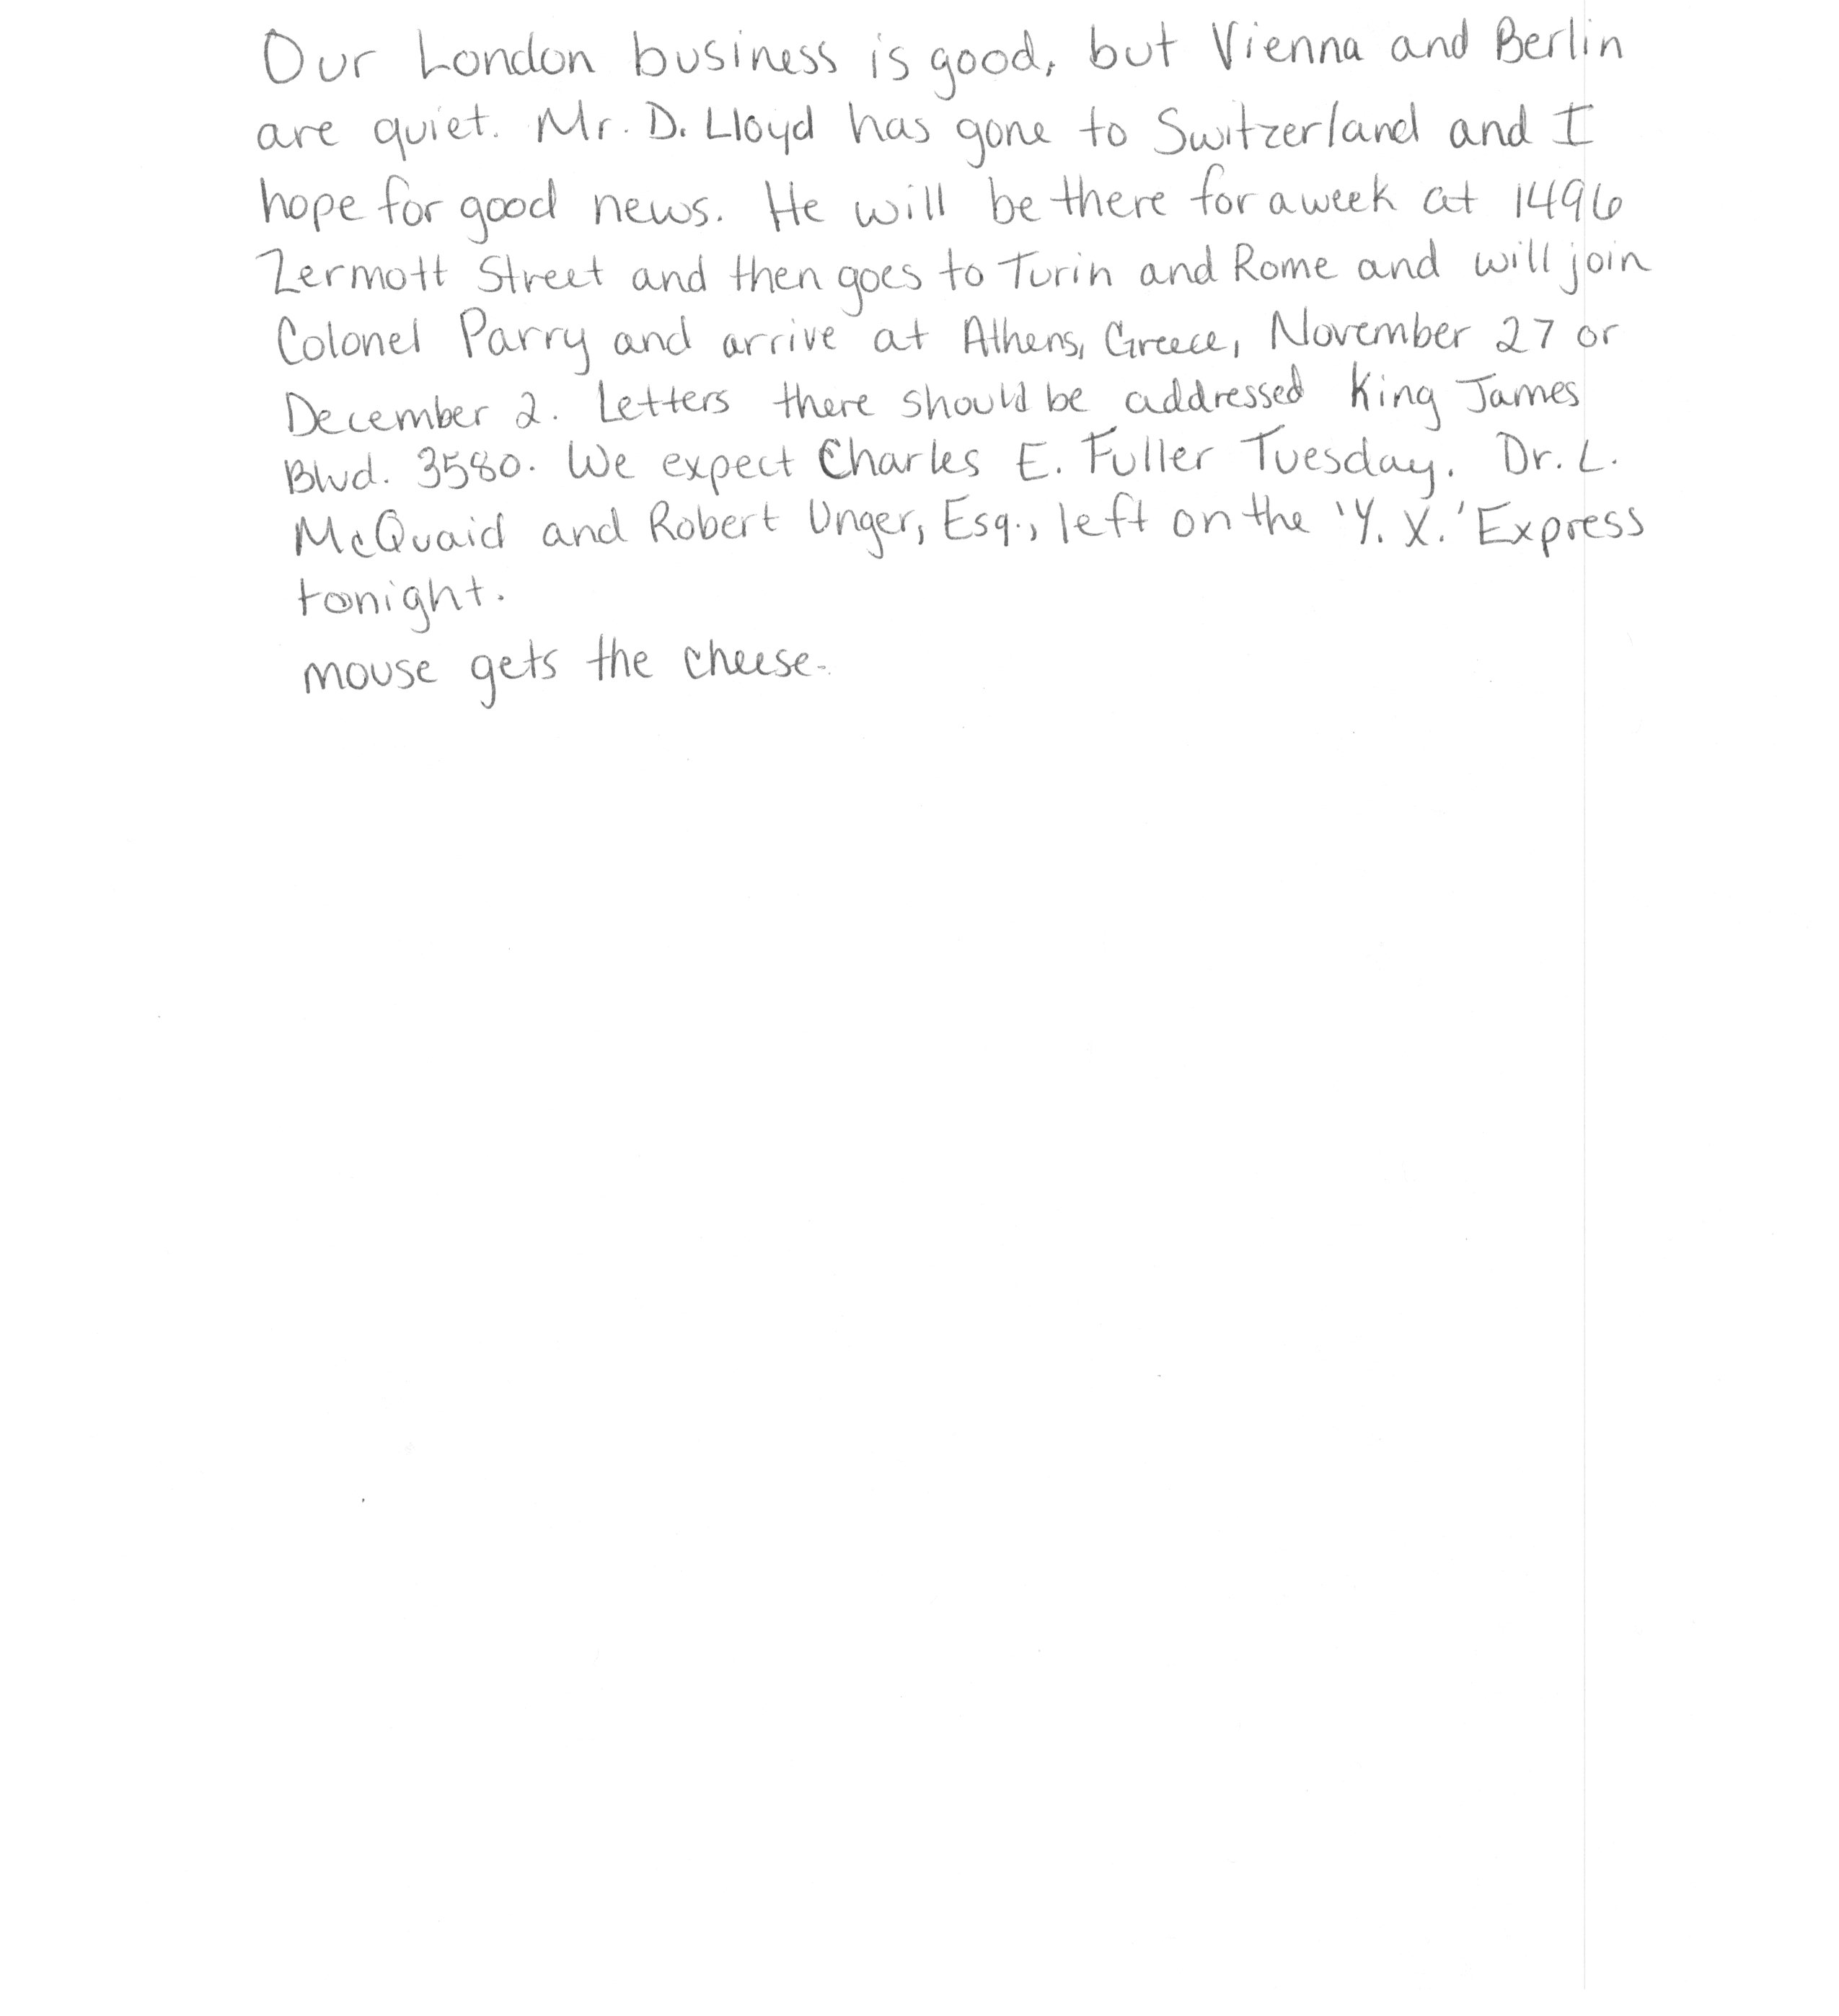 Our London business is good, but Vienna and Berlin
are quiet. Mr. D. Lloyd has gone to Switzerland and I
hope for good news. He will be there for a week at 1496
Zermott Street and then goes to Turin and Rome and will join
Colonel Parry and arrive at Athens, Greece, November 27 or
December 2. Letters there should be addressed King James
Blvd. 3580. We expect Charles E. Fuller Tuesday. Dr. L.
McQuaid and Robert Unger, Esq., left on the 'Y. X.' Express
tonight.
mouse gets the cheese.